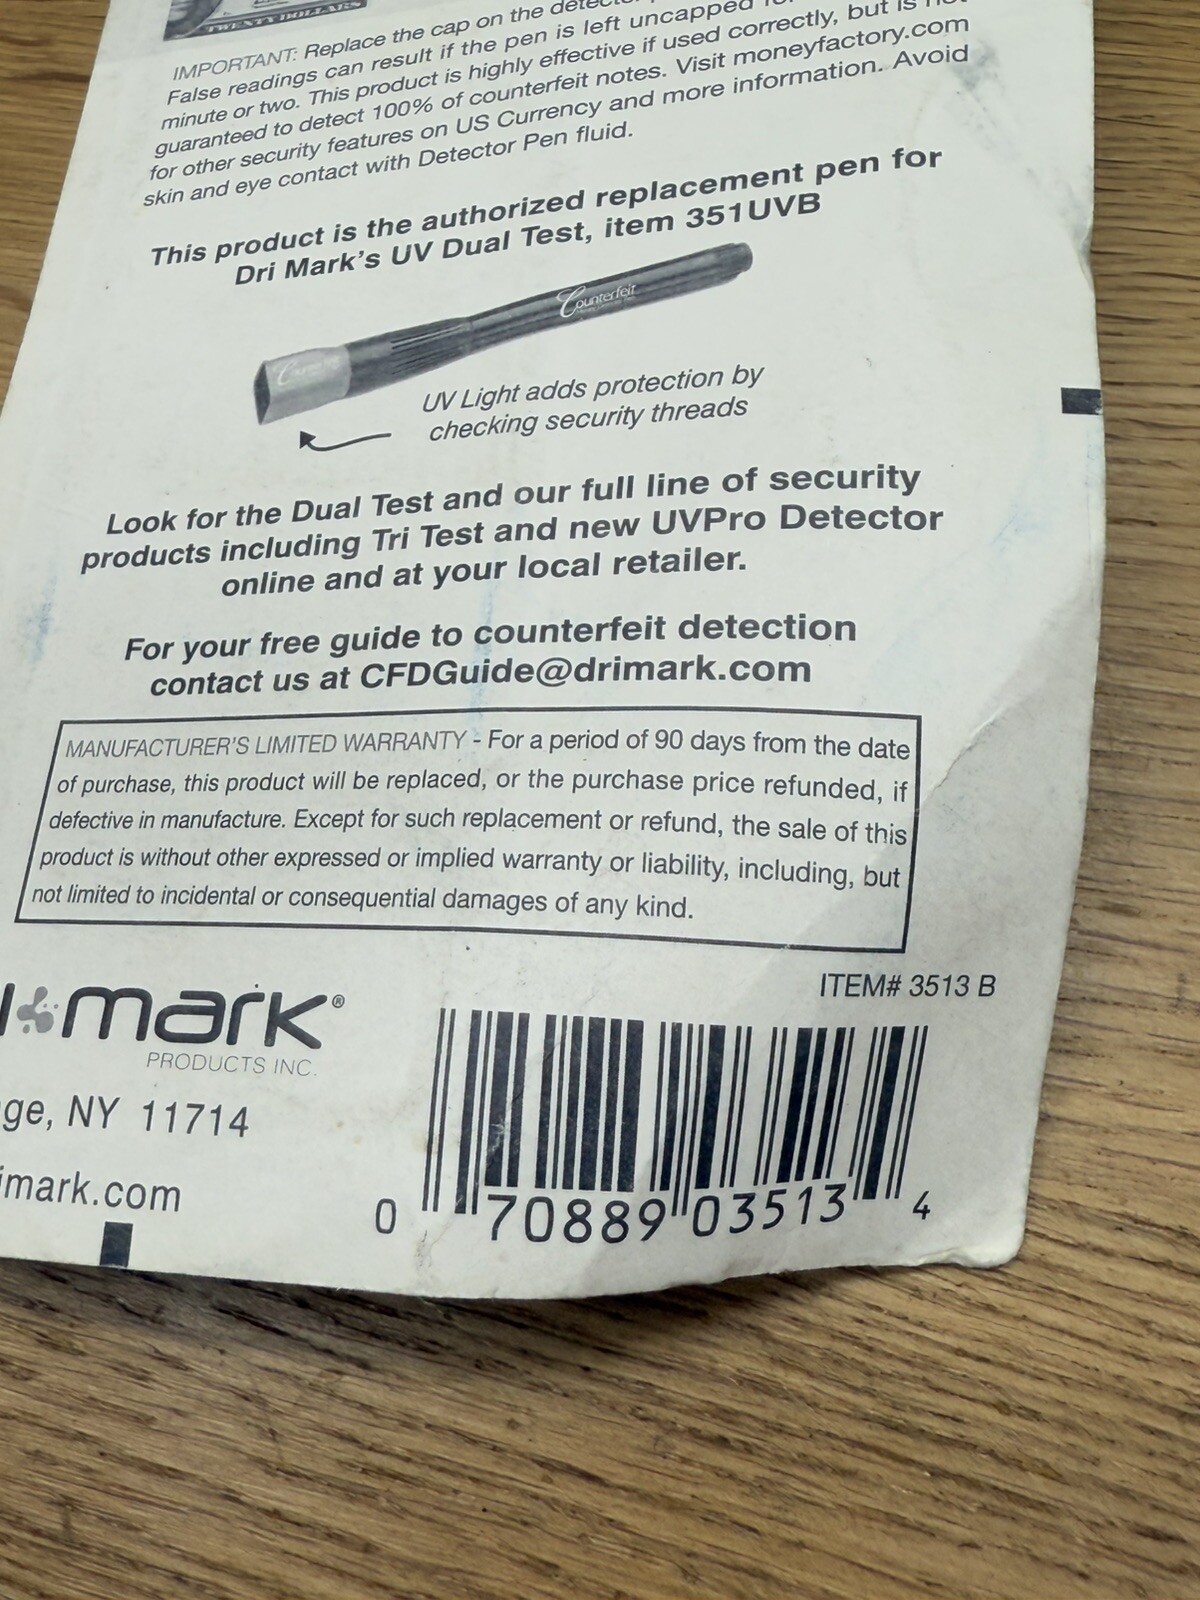 TWENTY DOLLARS
IMPORTANT: Replace the cap on the
False readings can result if the pen is left uncapped
minute or two. This product is highly effective if used correctly, but is
guaranteed to detect 100% of counterfeit notes. Visit moneyfactory.com
for other security features on US Currency and more information. Avoid
skin and eye contact with Detector Pen fluid.
This product is the authorized replacement pen for
Dri Mark's UV Dual Test, item 351UVB
Counterfeit
UV Light adds protection by
checking security threads
Look for the Dual Test and our full line of security
products including Tri Test and new UVPro Detector
online and at your local retailer.
For your free guide to counterfeit detection
contact us at CFDGuide@drimark.com
MANUFACTURER'S LIMITED WARRANTY - For a period of 90 days from the date
of purchase, this product will be replaced, or the purchase price refunded, if
defective in manufacture. Except for such replacement or refund, the sale of this
product is without other expressed or implied warranty or liability, including, but
not limited to incidental or consequential damages of any kind.
ITEM# 3513 B
mark®
PRODUCTS INC.
ge, NY 11714
imark.com
0 70889 03513 4